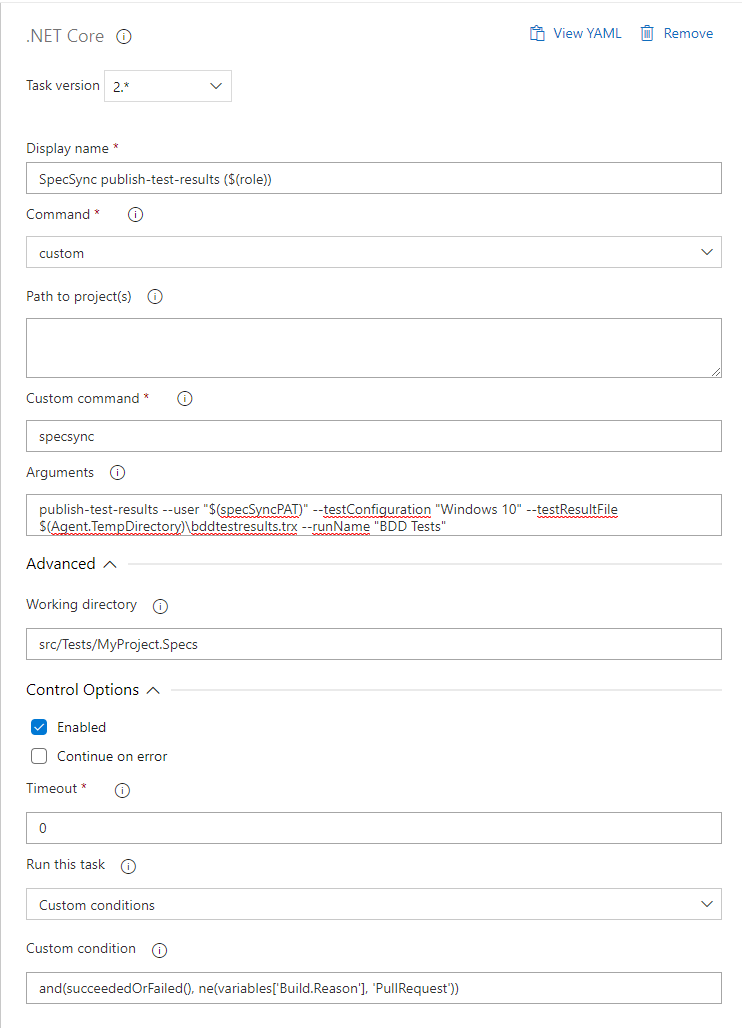 .NET Core
View YAML
Remove
Task version
2.*
Display name *
SpecSync publish-test-results ($(role))
Command *
custom
Path to project(s)
Custom command *
specsync
Arguments
publish-test-results --user "$(specSyncPAT)" --testConfiguration "Windows 10" --testResultFile
$(Agent.TempDirectory)\bddtestresults.trx --runName "BDD Tests"
Advanced
Working directory
src/Tests/MyProject.Specs
Control Options
Enabled
Continue on error
Timeout *
0
Run this task
Custom conditions
Custom condition
and(succeededOrFailed(), ne(variables['Build.Reason'], 'PullRequest'))